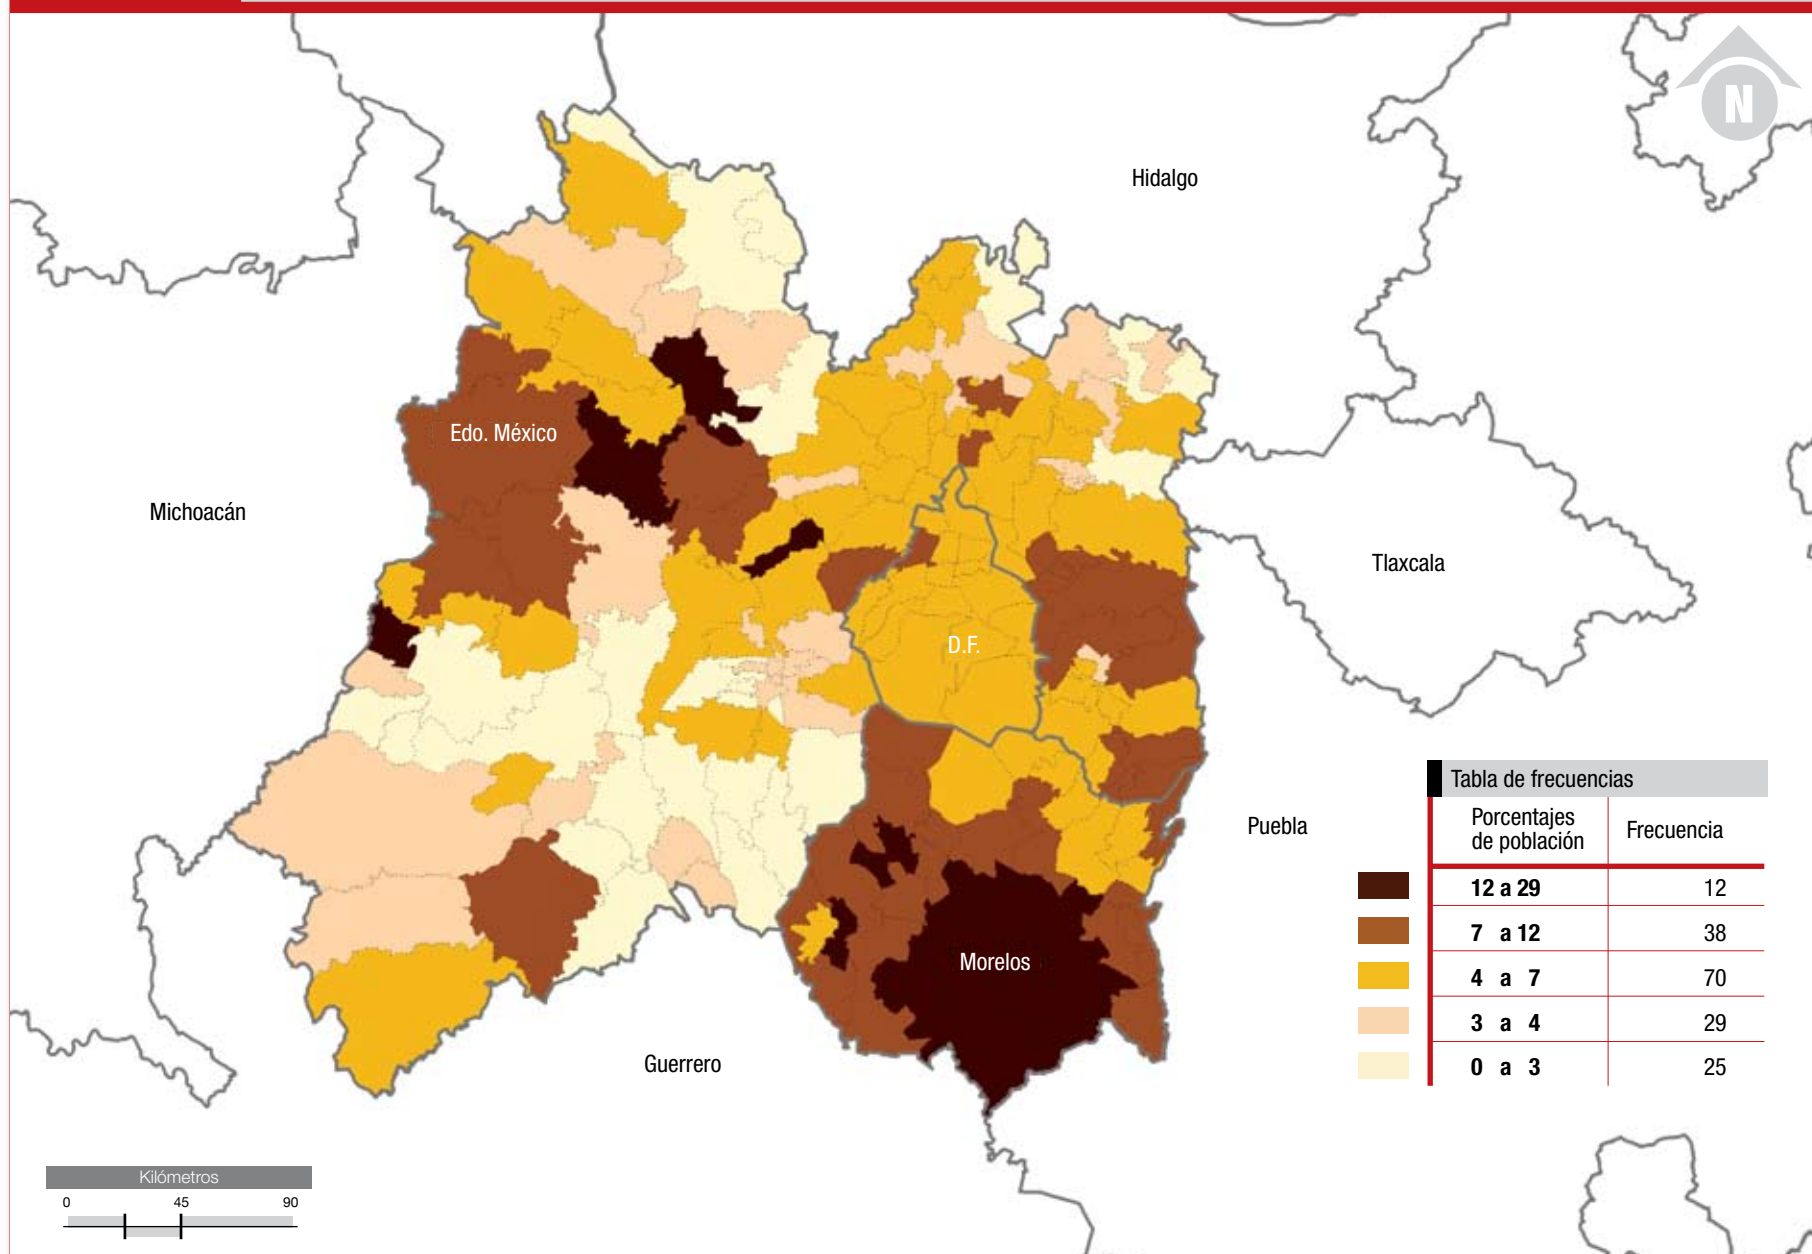 N
Hidalgo
Edo. México
Michoacán
Tlaxcala
D.F.
Puebla
Morelos
Guerrero
Tabla de frecuencias
Porcentajes
de población
Frecuencia
12 a 29 12
7 a 12 38
4 a 7 70
3 a 4 29
0 a 3 25
Kilómetros
0 45 90